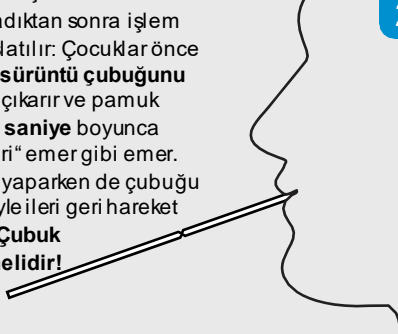 adıktan sonra işlem
latılır: Çocuklar önce
sürüntü çubuğunu
çıkarır ve pamuk
saniye boyunca
ri“ emer gibi emer.
yaparken de çubuğu
yle ileri geri hareket
Çubuk
elidir!